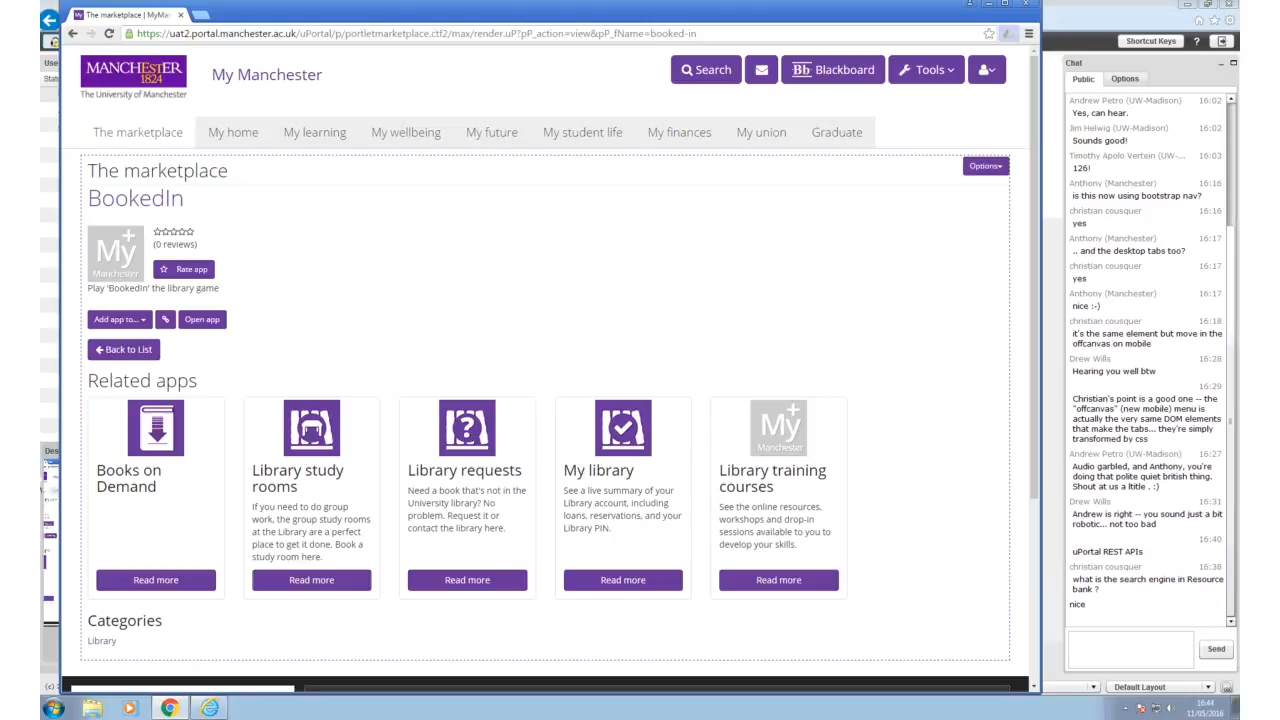 The marketplace | MyMa
https://uat2.portal.manchester.ac.uk/uPortal/p/portletmarketplace.ctf2/max/render.uP?pP_action=view&pP_fName=booked-in
MANCHESTER
1824
The University of Manchester
My Manchester
Search
Bb Blackboard
Tools
The marketplace
My home
My learning
My wellbeing
My future
My student life
My finances
My union
Graduate
The marketplace
Options
BookedIn
My+
Manchester
(0 reviews)
Rate app
Play 'BookedIn' the library game
Add app to...
Open app
Back to List
Related apps
Books on
Demand
Read more
Library study
rooms
If you need to do group
work, the group study rooms
at the Library are a perfect
place to get it done. Book a
study room here.
Read more
Library requests
Need a book that's not in the
University library? No
problem. Request it or
contact the library here.
Read more
My library
See a live summary of your
Library account, including
loans, reservations, and your
Library PIN.
Read more
My+
Manchester
Library training
courses
See the online resources,
workshops and drop-in
sessions available to you to
develop your skills.
Read more
Categories
Library
Use
Stat
Des
(c)
Shortcut Keys
?
Chat
Public
Options
Andrew Petro (UW-Madison) 16:02
Yes, can hear.
Jim Helwig (UW-Madison) 16:02
Sounds good!
Timothy Apolo Vertein (UW-... 16:03
126!
Anthony (Manchester) 16:16
is this now using bootstrap nav?
christian cousquer 16:16
yes
Anthony (Manchester) 16:17
.. and the desktop tabs too?
christian cousquer 16:17
yes
Anthony (Manchester) 16:17
nice :-)
christian cousquer 16:18
it's the same element but move in the
offcanvas on mobile
Drew Wills 16:28
Hearing you well btw
16:29
Christian's point is a good one -- the
"offcanvas" (new mobile) menu is
actually the very same DOM elements
that make the tabs... they're simply
transformed by css
Andrew Petro (UW-Madison) 16:27
Audio garbled, and Anthony, you're
doing that polite quiet british thing.
Shout at us a ltitle . :)
Drew Wills 16:31
Andrew is right -- you sound just a bit
robotic... not too bad
16:40
uPortal REST APIs
christian cousquer 16:38
what is the search engine in Resource
bank ?
nice
Send
Default Layout
16:44
11/05/2016